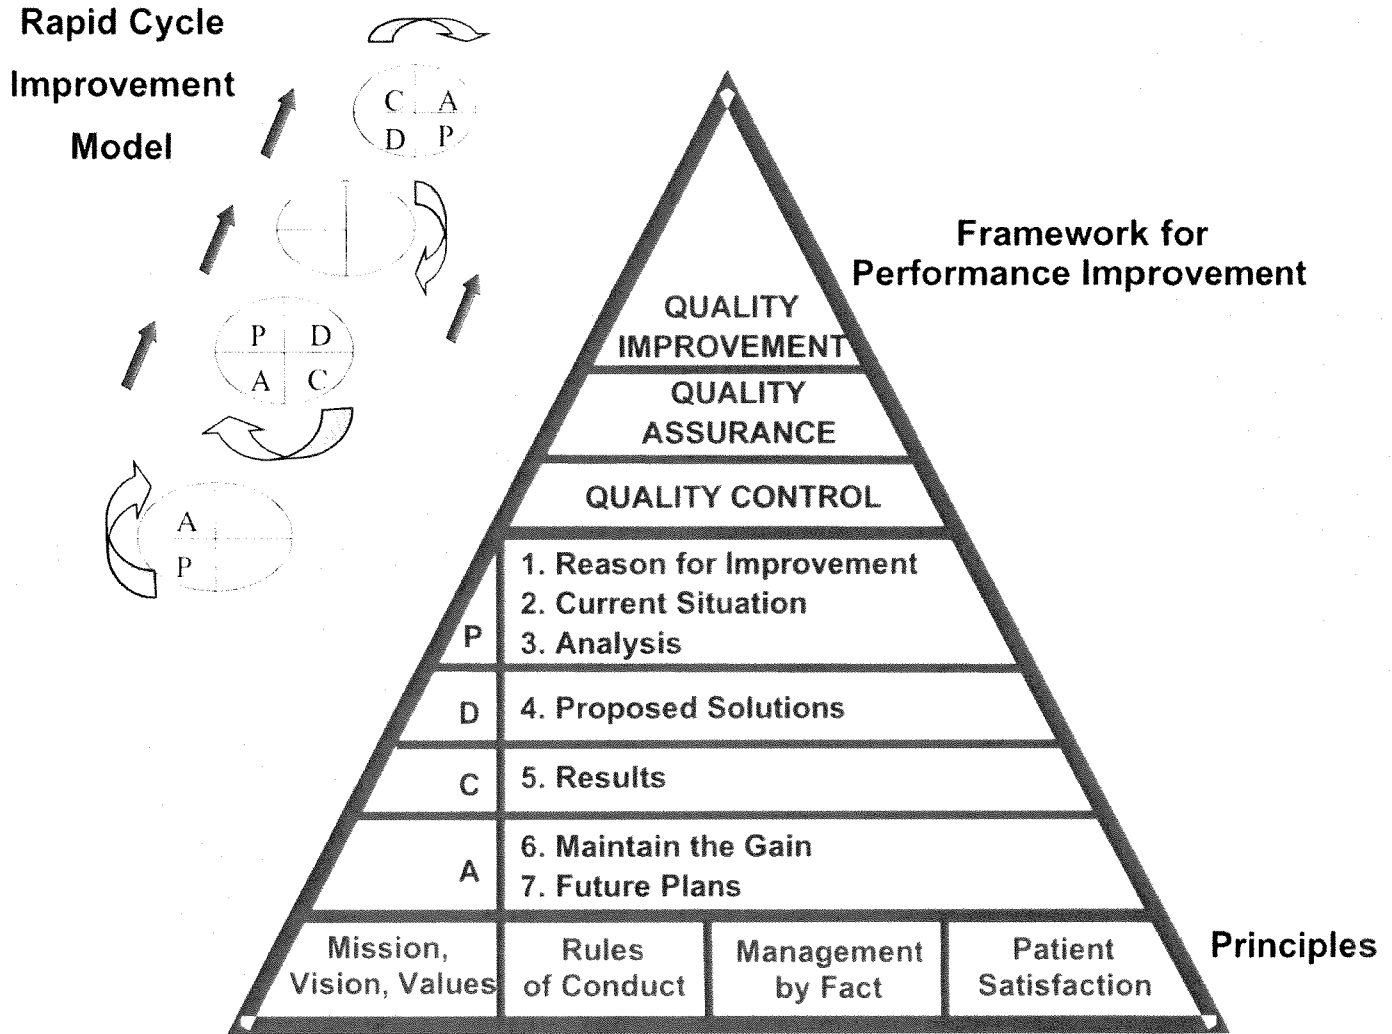 Rapid Cycle
Improvement
Model
C A
D P
P D
A C
A
P
Framework for
Performance Improvement
QUALITY
IMPROVEMENT
QUALITY
ASSURANCE
QUALITY CONTROL
P
1. Reason for Improvement
2. Current Situation
3. Analysis
D
4. Proposed Solutions
C
5. Results
A
6. Maintain the Gain
7. Future Plans
Mission,
Vision, Values
Rules
of Conduct
Management
by Fact
Patient
Satisfaction
Principles